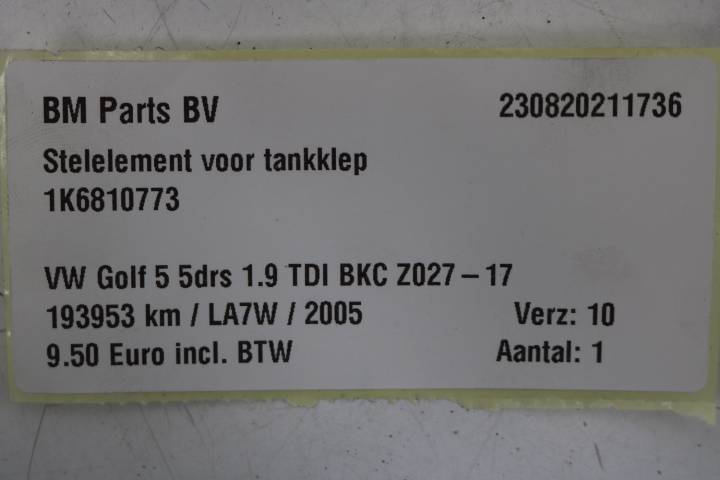 BM Parts BV 230820211736
Stelelement voor tankklep
1K6810773
VW Golf 5 5drs 1.9 TDI BKC Z027-17
193953 km / LA7W / 2005 Verz: 10
9.50 Euro incl. BTW Aantal: 1